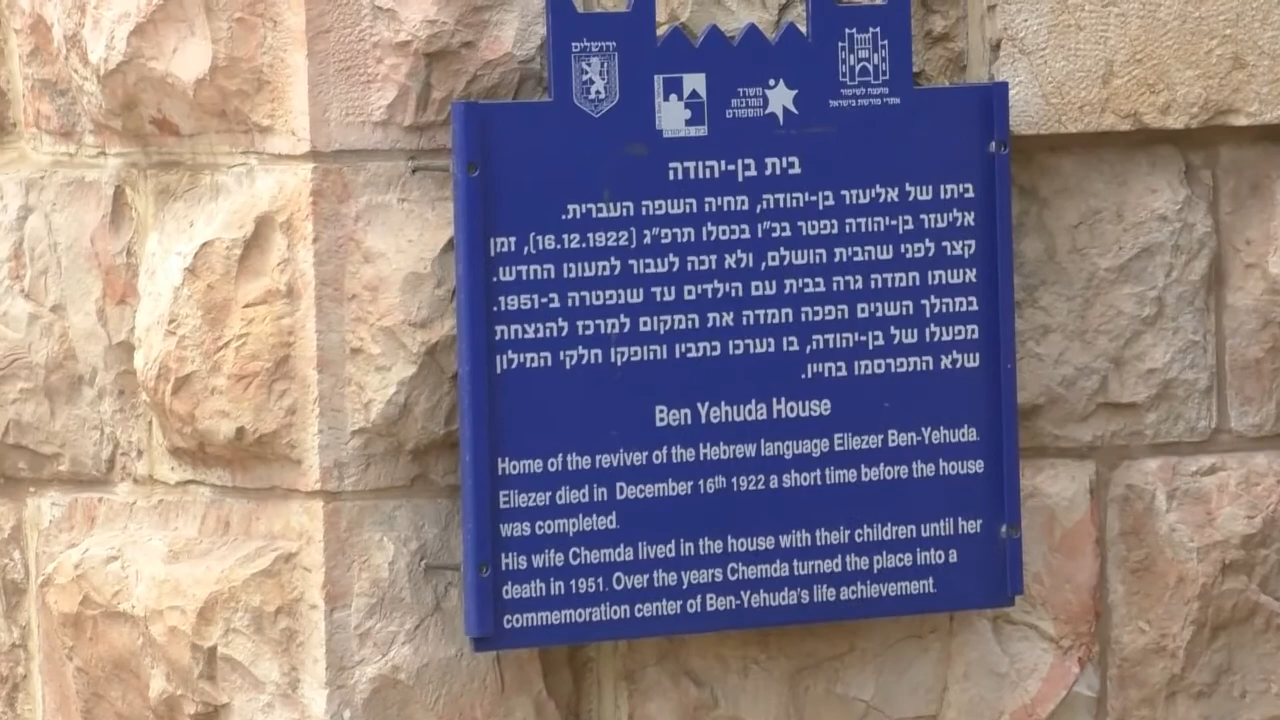 ירושלים
בית בן-יהודה
משרד
התרבות
והספורט
מועצה לשימור
אתרי מורשת בישראל
בית בן-יהודה
ביתו של אליעזר בן-יהודה, מחיה השפה העברית.
אליעזר בן-יהודה נפטר בכ״ו בכסלו תרפ״ג (16.12.1922), זמן
קצר לפני שהבית הושלם, ולא זכה לעבור למעונו החדש.
אשתו חמדה גרה בבית עם הילדים עד שנפטרה ב-1951.
במהלך השנים הפכה חמדה את המקום למרכז להנצחת
מפעלו של בן-יהודה, בו נערכו כתביו והופקו חלקי המילון
שלא התפרסמו בחייו.
Ben Yehuda House
Home of the reviver of the Hebrew language Eliezer Ben-Yehuda.
Eliezer died in December 16th 1922 a short time before the house
was completed.
His wife Chemda lived in the house with their children until her
death in 1951. Over the years Chemda turned the place into a
commemoration center of Ben-Yehuda's life achievement.